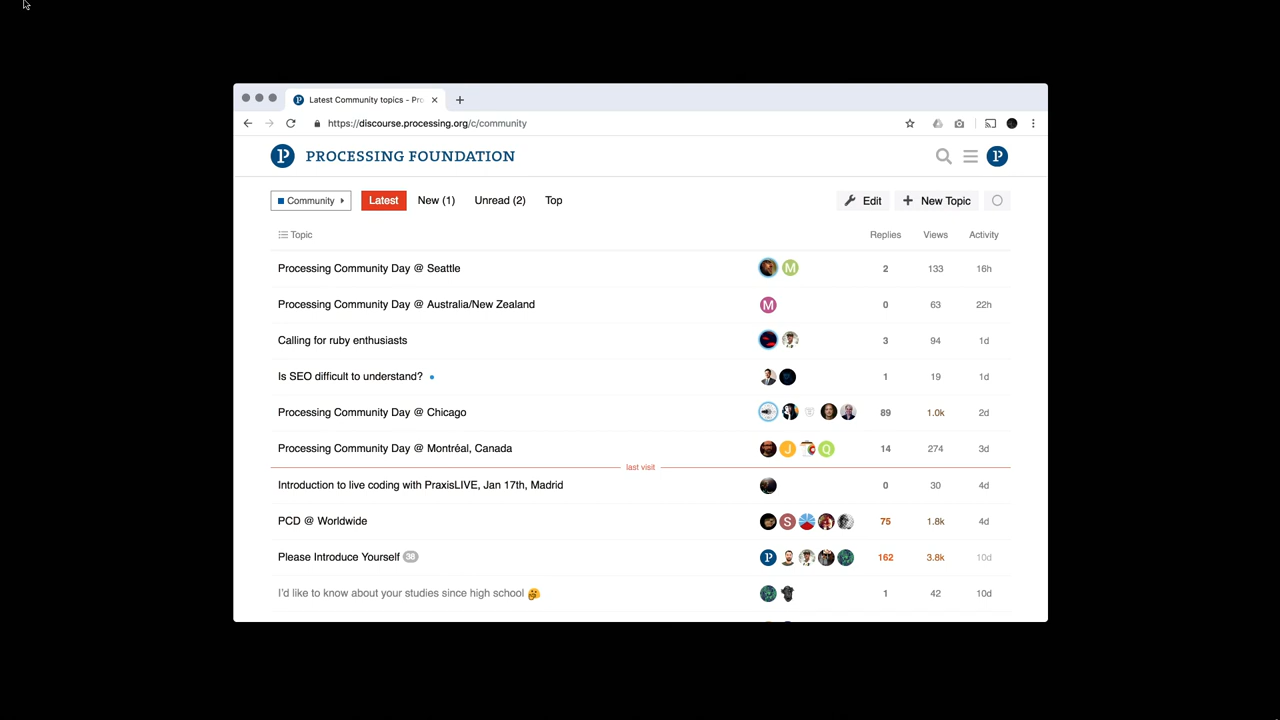 Latest Community topics - Pro
https://discourse.processing.org/c/community
P PROCESSING FOUNDATION P
Community Latest New (1) Unread (2) Top Edit New Topic
Topic Replies Views Activity
Processing Community Day @ Seattle M 2 133 16h
Processing Community Day @ Australia/New Zealand M 0 63 22h
Calling for ruby enthusiasts 3 94 1d
Is SEO difficult to understand? 1 19 1d
Processing Community Day @ Chicago 89 1.0k 2d
Processing Community Day @ Montréal, Canada J Q 14 274 3d
last visit
Introduction to live coding with PraxisLIVE, Jan 17th, Madrid 0 30 4d
PCD @ Worldwide S 75 1.8k 4d
Please Introduce Yourself 38 P 162 3.8k 10d
I'd like to know about your studies since high school 🤔 1 42 10d